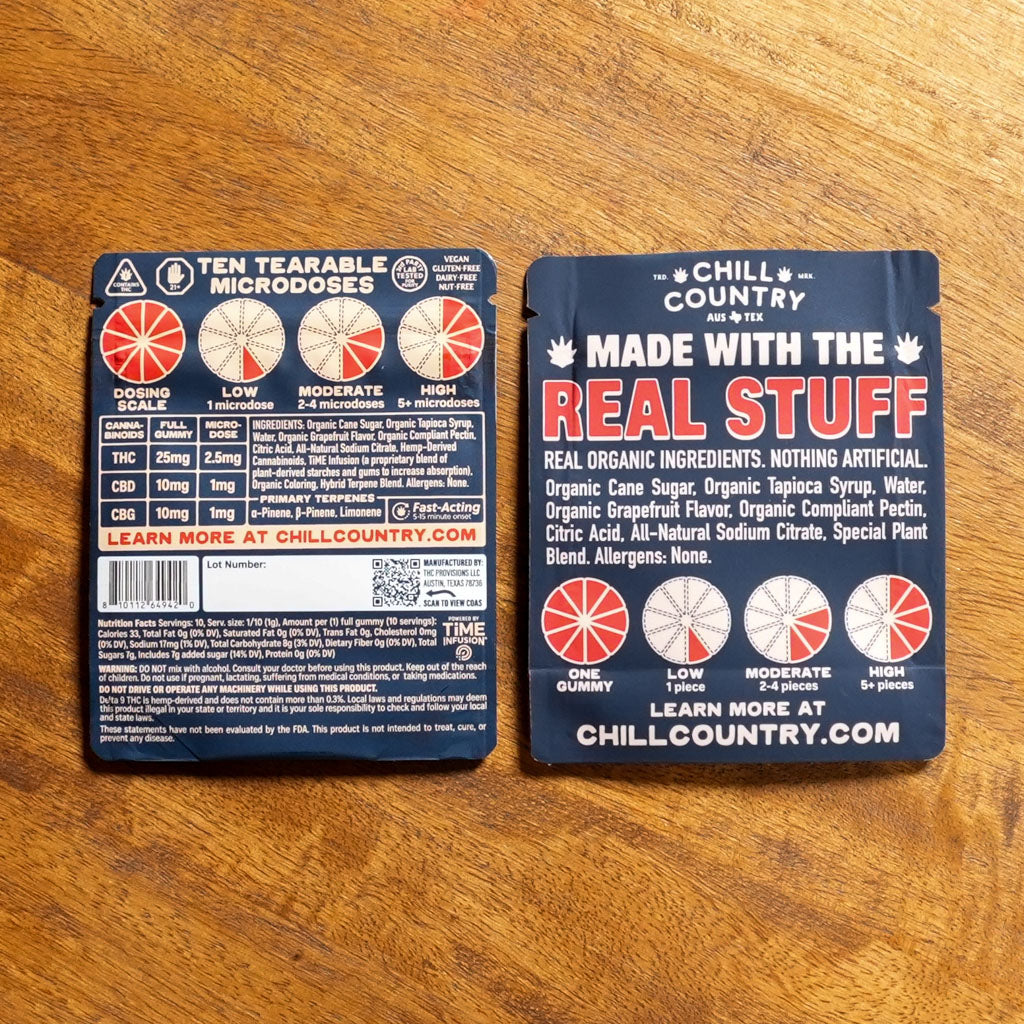 CONTAINS
THC
21+
TEN TEARABLE
MICRODOSES
3RD PARTY
LAB
TESTED
FOR
PURITY
VEGAN
GLUTEN-FREE
DAIRY-FREE
NUT-FREE
DOSING
SCALE
LOW
1 microdose
MODERATE
2-4 microdoses
HIGH
5+ microdoses
CANNA-
BINOIDS
FULL
GUMMY
MICRO-
DOSE
THC 25mg 2.5mg
CBD 10mg 1mg
CBG 10mg 1mg
INGREDIENTS: Organic Cane Sugar, Organic Tapioca Syrup,
Water, Organic Grapefruit Flavor, Organic Compliant Pectin,
Citric Acid, All-Natural Sodium Citrate, Hemp-Derived
Cannabinoids, TiME Infusion (a proprietary blend of
plant-derived starches and gums to increase absorption),
Organic Coloring, Hybrid Terpene Blend. Allergens: None.
PRIMARY TERPENES
α-Pinene, β-Pinene, Limonene
Fast-Acting
5-15 minute onset
LEARN MORE AT CHILLCOUNTRY.COM
8 10112 64942 0
Lot Number:
MANUFACTURED BY:
THC PROVISIONS LLC
AUSTIN, TEXAS 78736
SCAN TO VIEW COAS
Nutrition Facts Servings: 10, Serv. size: 1/10 (1g), Amount per (1) full gummy (10 servings):
Calories 33, Total Fat 0g (0% DV), Saturated Fat 0g (0% DV), Trans Fat 0g, Cholesterol 0mg
(0% DV), Sodium 17mg (1% DV), Total Carbohydrate 8g (3% DV), Dietary Fiber 0g (0% DV), Total
Sugars 7g, Includes 7g added sugar (14% DV), Protein 0g (0% DV)
POWERED BY
TiME
INFUSION
WARNING: DO NOT mix with alcohol. Consult your doctor before using this product. Keep out of the reach
of children. Do not use if pregnant, lactating, suffering from medical conditions, or taking medications.
DO NOT DRIVE OR OPERATE ANY MACHINERY WHILE USING THIS PRODUCT.
Delta 9 THC is hemp-derived and does not contain more than 0.3%. Local laws and regulations may deem
this product illegal in your state or territory and it is your sole responsibility to check and follow your local
and state laws.
These statements have not been evaluated by the FDA. This product is not intended to treat, cure, or
prevent any disease.
TRD. CHILL MRK.
COUNTRY
AUS TEX
MADE WITH THE
REAL STUFF
REAL ORGANIC INGREDIENTS. NOTHING ARTIFICIAL.
Organic Cane Sugar, Organic Tapioca Syrup, Water,
Organic Grapefruit Flavor, Organic Compliant Pectin,
Citric Acid, All-Natural Sodium Citrate, Special Plant
Blend. Allergens: None.
ONE
GUMMY
LOW
1 piece
MODERATE
2-4 pieces
HIGH
5+ pieces
LEARN MORE AT
CHILLCOUNTRY.COM